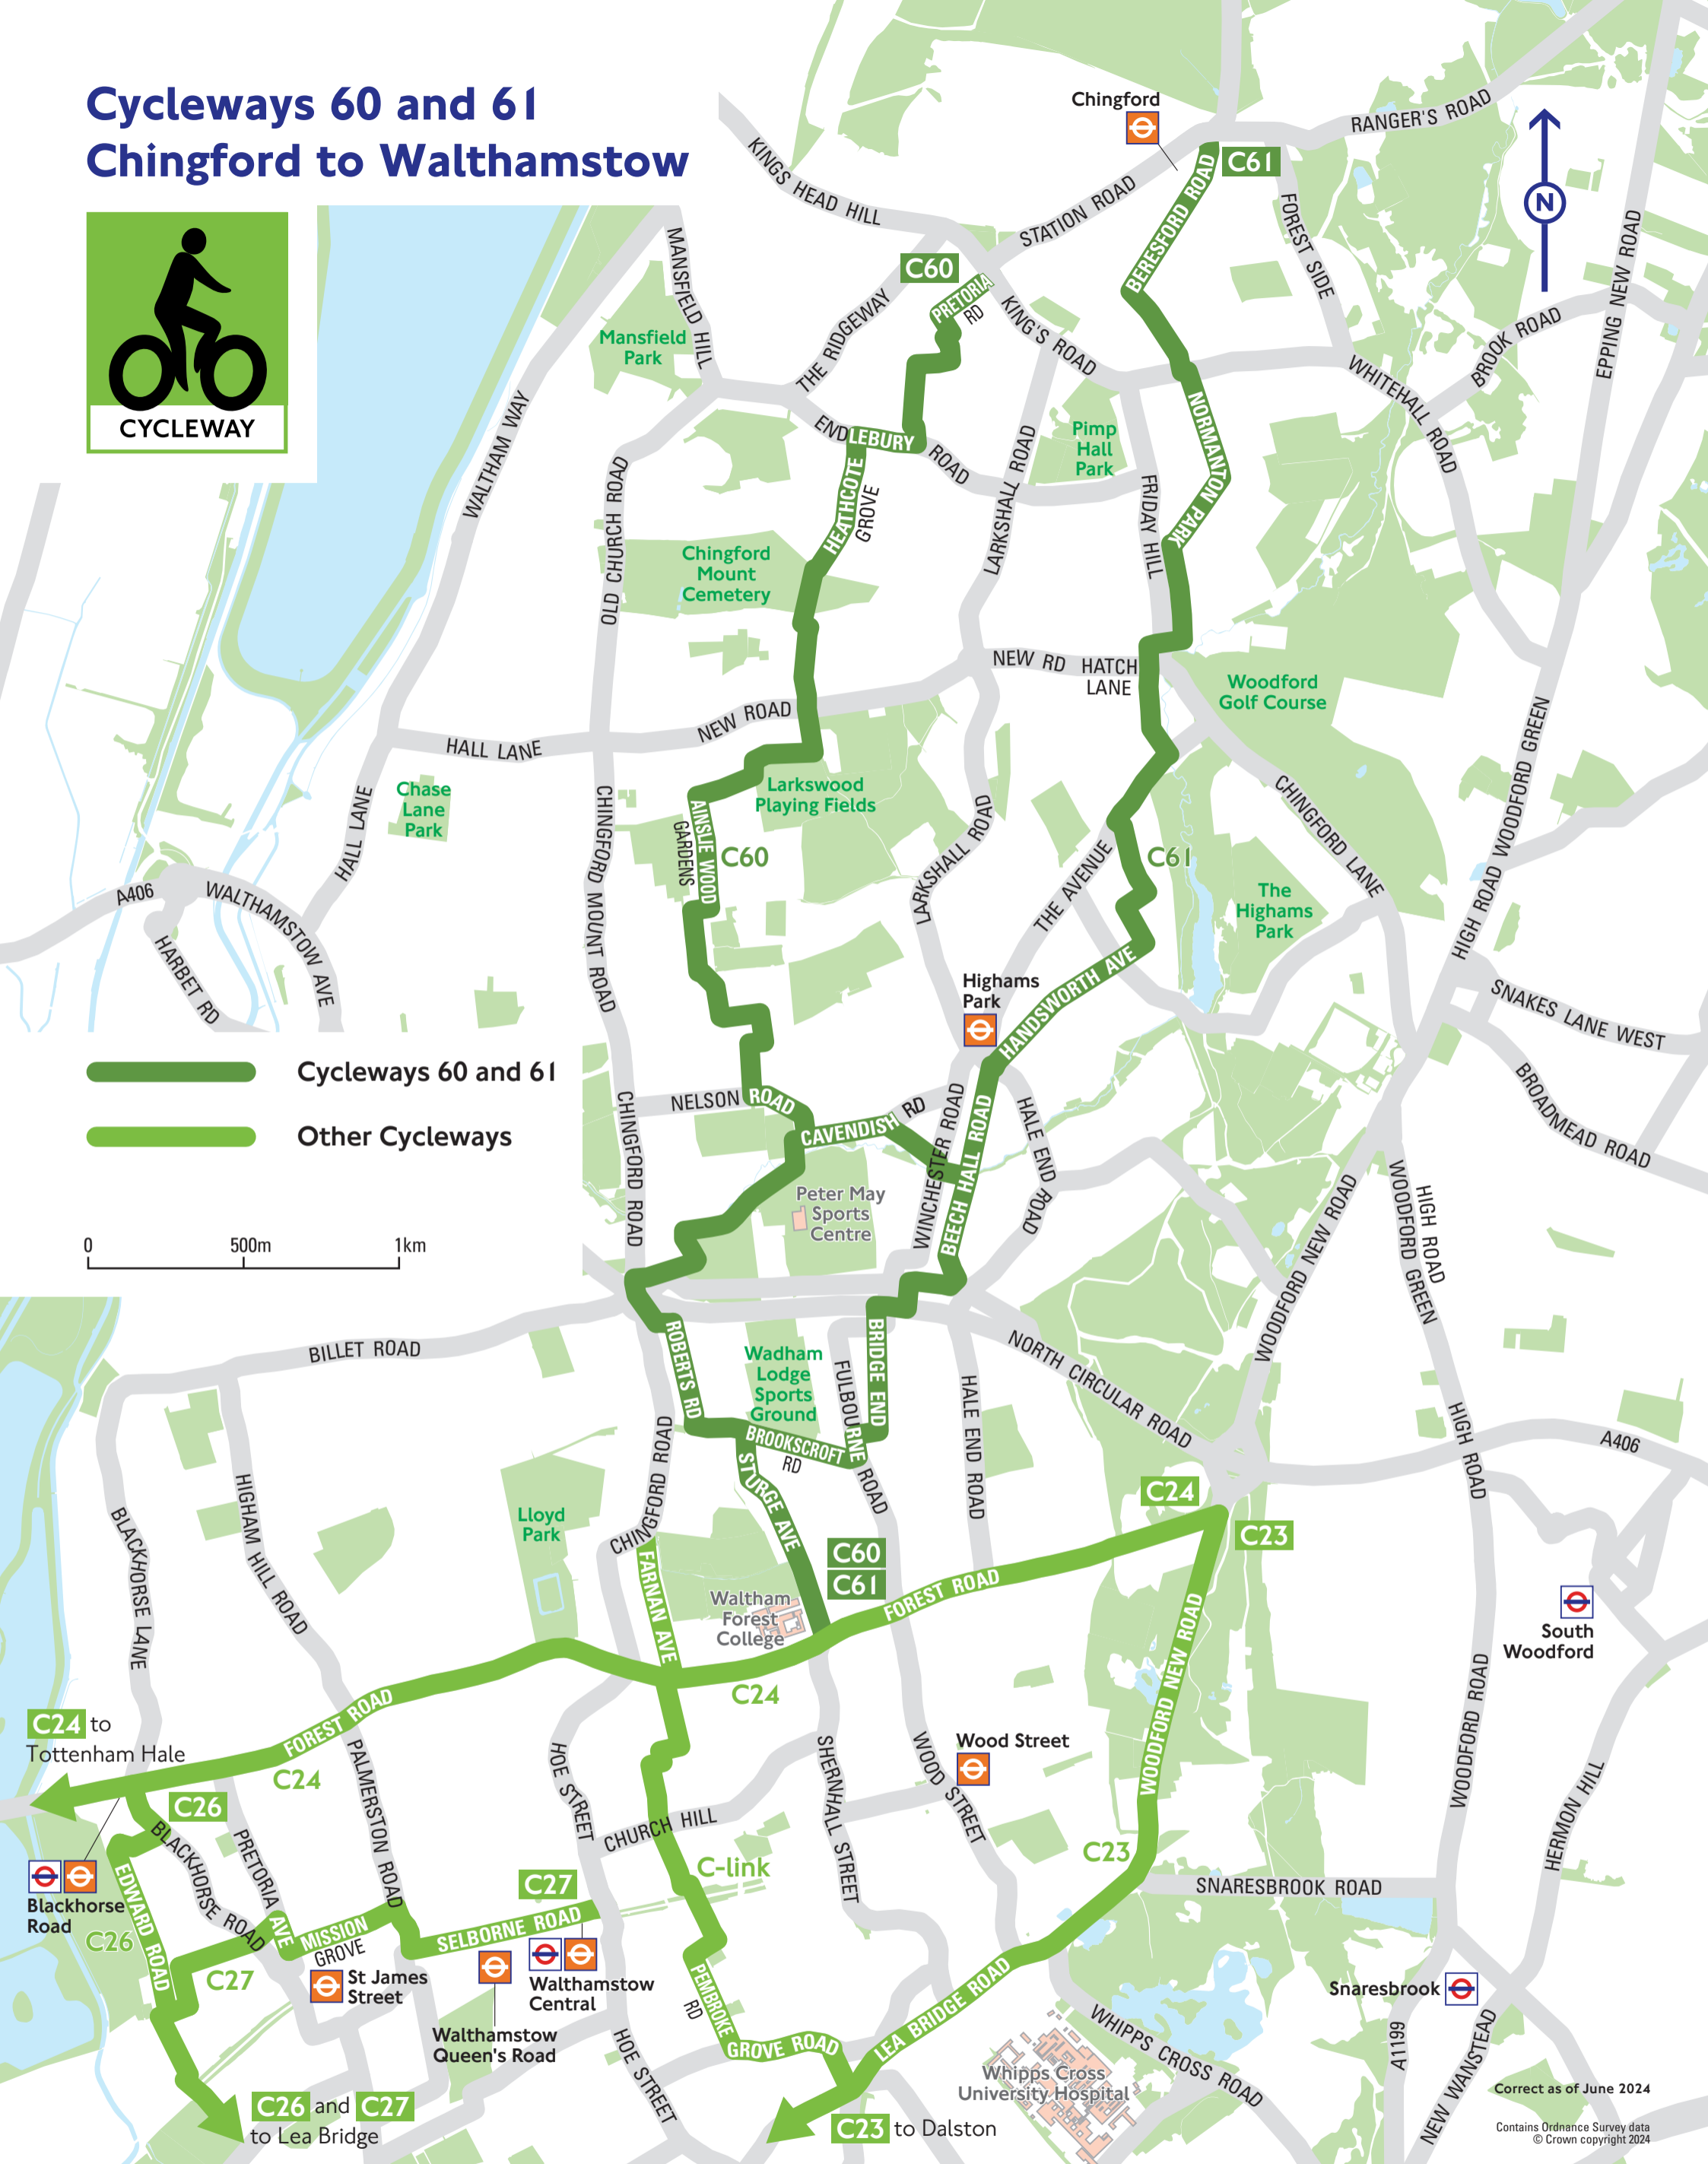 Cycleways 60 and 61
Chingford to Walthamstow
CYCLEWAY
Chingford
C61
RANGER'S ROAD
N
KINGS HEAD HILL
STATION ROAD
BERESFORD ROAD
FOREST SIDE
EPPING NEW ROAD
MANSFIELD HILL
C60
PRETORIA
RD
Mansfield
Park
THE RIDGEWAY
KING'S ROAD
BROOK ROAD
WHITEHALL ROAD
WALTHAM WAY
ENDLEBURY ROAD
Pimp
Hall
Park
NORMANTON PARK
OLD CHURCH ROAD
HEATHCOTE
GROVE
LARKSHALL ROAD
FRIDAY HILL
Chingford
Mount
Cemetery
NEW RD
HATCH
LANE
Woodford
Golf Course
HALL LANE
NEW ROAD
HIGH ROAD WOODFORD GREEN
Chase
Lane
Park
HALL LANE
Larkswood
Playing Fields
CHINGFORD MOUNT ROAD
AINSLIE WOOD
GARDENS
C60
LARKSHALL ROAD
C61
CHINGFORD LANE
THE AVENUE
The
Highams
Park
A406
WALTHAMSTOW AVE
HARBET RD
Highams
Park
HANDSWORTH AVE
SNAKES LANE WEST
Cycleways 60 and 61
Other Cycleways
NELSON ROAD
CAVENDISH RD
WINCHESTER ROAD
BEECH HALL ROAD
HALE END ROAD
BROADMEAD ROAD
CHINGFORD ROAD
Peter May
Sports
Centre
WOODFORD NEW ROAD
HIGH ROAD
WOODFORD GREEN
0
500m
1km
BILLET ROAD
ROBERTS RD
Wadham
Lodge
Sports
Ground
FULBOURNE ROAD
BRIDGE END
NORTH CIRCULAR ROAD
HALE END ROAD
HIGH ROAD
A406
BROOKSCROFT
RD
STURGE AVE
CHINGFORD ROAD
BLACKHORSE LANE
HIGHAM HILL ROAD
Lloyd
Park
C24
C23
C60
C61
FARNAN AVE
Waltham
Forest
College
FOREST ROAD
WOODFORD NEW ROAD
South
Woodford
C24
FOREST ROAD
C24 to
Tottenham Hale
C24
PALMERSTON ROAD
HOE STREET
SHERNHALL STREET
WOOD STREET
Wood Street
WOODFORD ROAD
HERMON HILL
C26
BLACKHORSE ROAD
PRETORIA AVE
CHURCH HILL
C-link
C23
SNARESBROOK ROAD
Blackhorse
Road
C26
EDWARD ROAD
C27
MISSION
GROVE
SELBORNE ROAD
C27
St James
Street
Walthamstow
Central
Walthamstow
Queen's Road
PEMBROKE
RD
GROVE ROAD
LEA BRIDGE ROAD
HOE STREET
Snaresbrook
A1199
WHIPPS CROSS ROAD
NEW WANSTEAD
Whipps Cross
University Hospital
C26 and C27
to Lea Bridge
C23 to Dalston
Correct as of June 2024
Contains Ordnance Survey data
© Crown copyright 2024